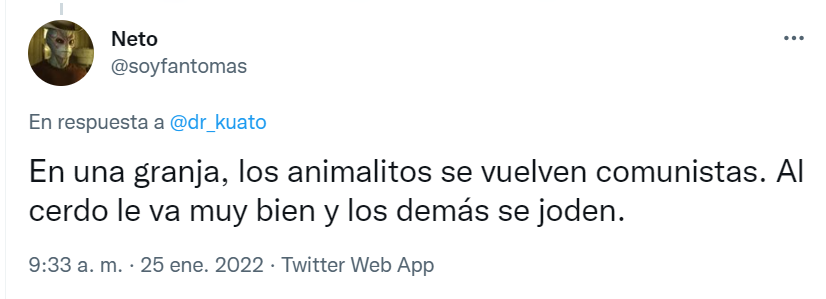 Neto
@soyfantomas
En respuesta a @dr_kuato
En una granja, los animalitos se vuelven comunistas. Al
cerdo le va muy bien y los demás se joden.
9:33 a. m. · 25 ene. 2022 · Twitter Web App